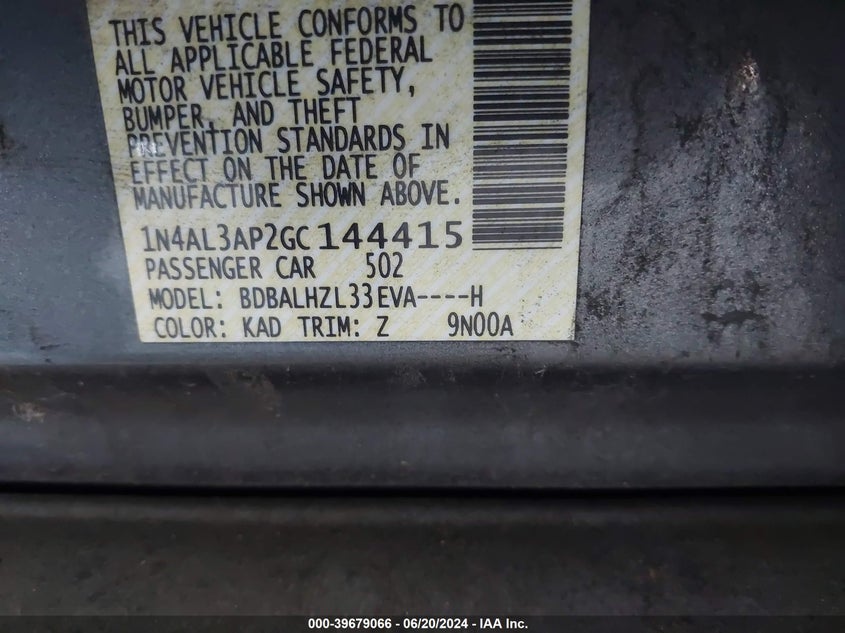 THIS VEHICLE CONFORMS TO
ALL APPLICABLE FEDERAL
MOTOR VEHICLE SAFETY,
BUMPER, AND THEFT
PREVENTION STANDARDS IN
EFFECT ON THE DATE OF
MANUFACTURE SHOWN ABOVE.
1N4AL3AP2GC144415
PASSENGER CAR 502
MODEL: BDBALHZL33EVA----H
COLOR: KAD TRIM: Z 9N00A
000-39679066 - 06/20/2024 - IAA Inc.